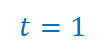 t = 1